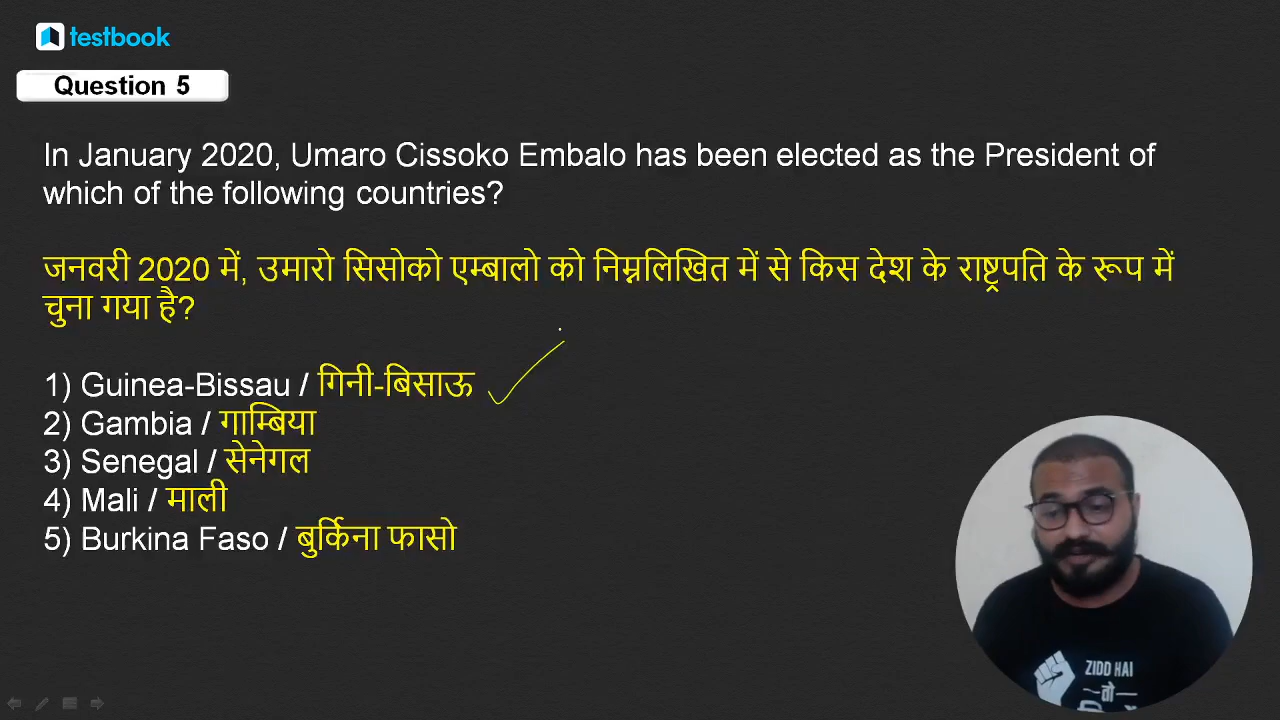 testbook
Question 5
In January 2020, Umaro Cissoko Embalo has been elected as the President of
which of the following countries?
जनवरी 2020 में, उमारो सिसोको एम्बालो को निम्नलिखित में से किस देश के राष्ट्रपति के रूप में
चुना गया है?
1) Guinea-Bissau / गिनी-बिसाऊ
2) Gambia / गाम्बिया
3) Senegal / सेनेगल
4) Mali / माली
5) Burkina Faso / बुर्किना फासो
ZIDD HAI
तो